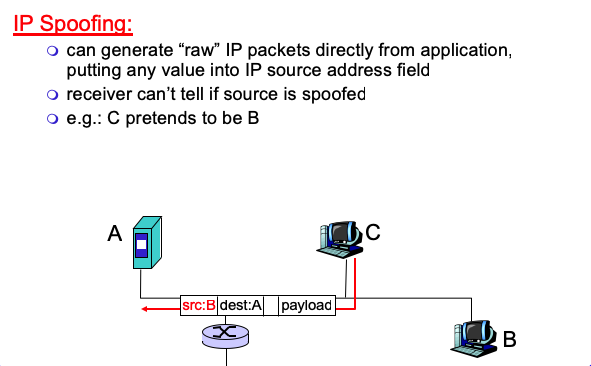 IP Spoofing:
can generate “raw” IP packets directly from application,
putting any value into IP source address field
receiver can’t tell if source is spoofed
e.g.: C pretends to be B
A
C
src:B dest:A payload
B